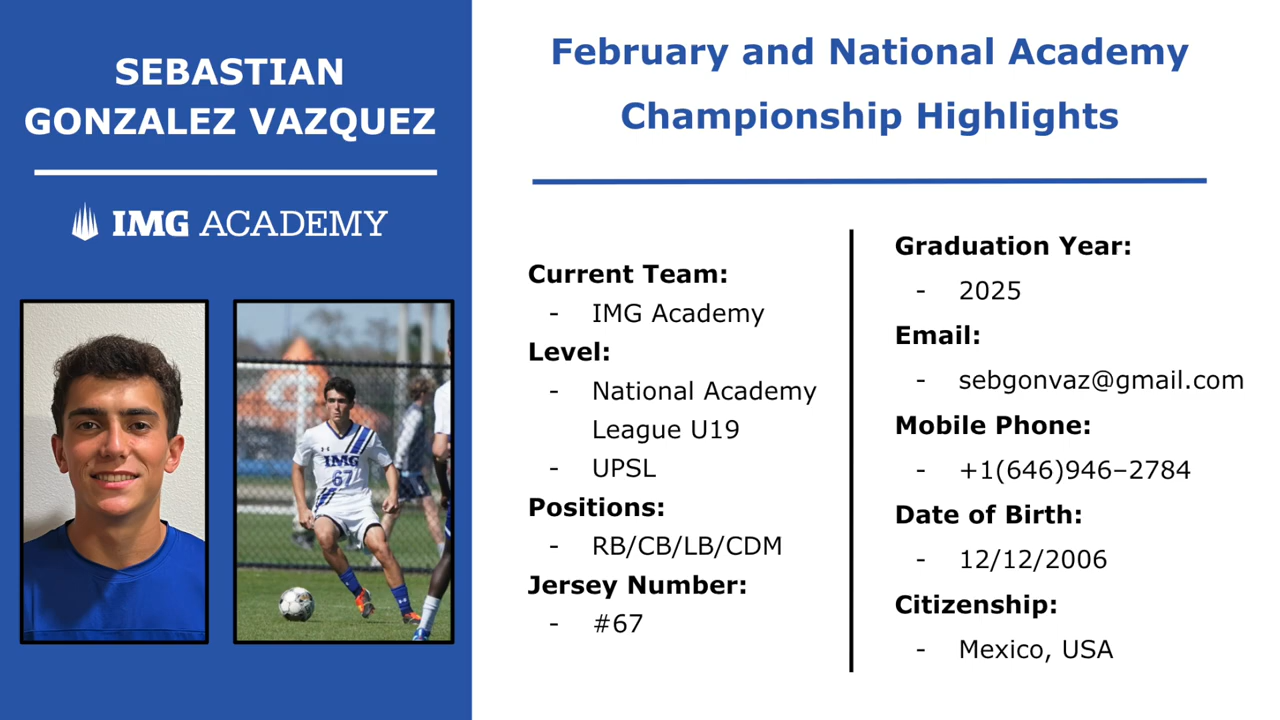 SEBASTIAN
GONZALEZ VAZQUEZ
IMG ACADEMY
IMG
67
February and National Academy
Championship Highlights
Current Team:
- IMG Academy
Level:
- National Academy
League U19
- UPSL
Positions:
- RB/CB/LB/CDM
Jersey Number:
- #67
Graduation Year:
- 2025
Email:
- sebgonvaz@gmail.com
Mobile Phone:
- +1(646)946–2784
Date of Birth:
- 12/12/2006
Citizenship:
- Mexico, USA